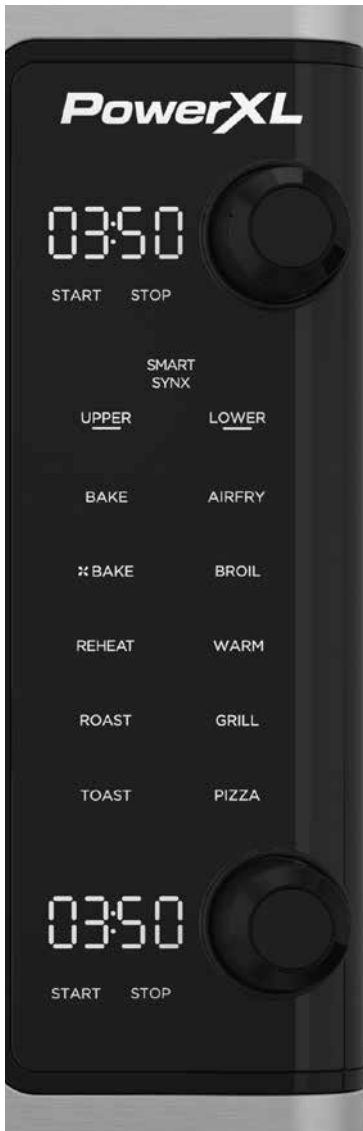 PowerXL
03:50
START STOP
SMART
SYNX
UPPER LOWER
BAKE AIRFRY
BAKE BROIL
REHEAT WARM
ROAST GRILL
TOAST PIZZA
03:50
START STOP